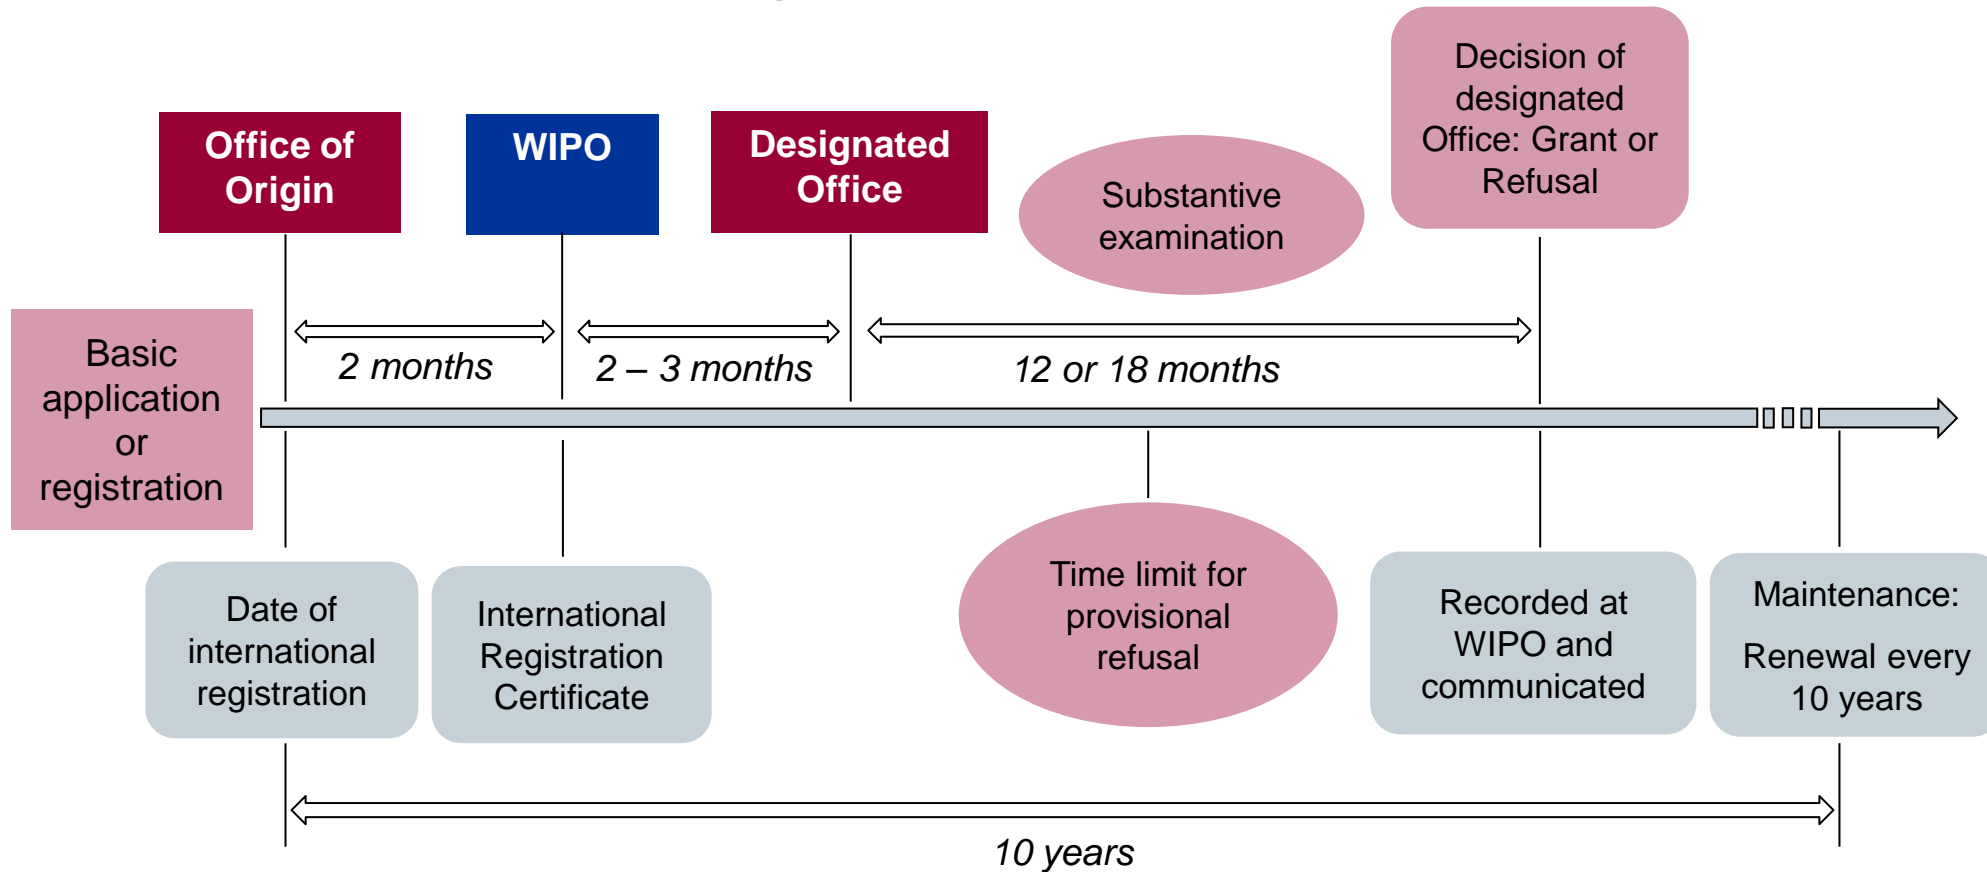 Decision of
designated
Office: Grant or
Refusal
Office of
Origin
WIPO
Designated
Office
Substantive
examination
Basic
application
or
registration
2 months
2 – 3 months
12 or 18 months
Date of
international
registration
International
Registration
Certificate
Time limit for
provisional
refusal
Recorded at
WIPO and
communicated
Maintenance:
Renewal every
10 years
10 years